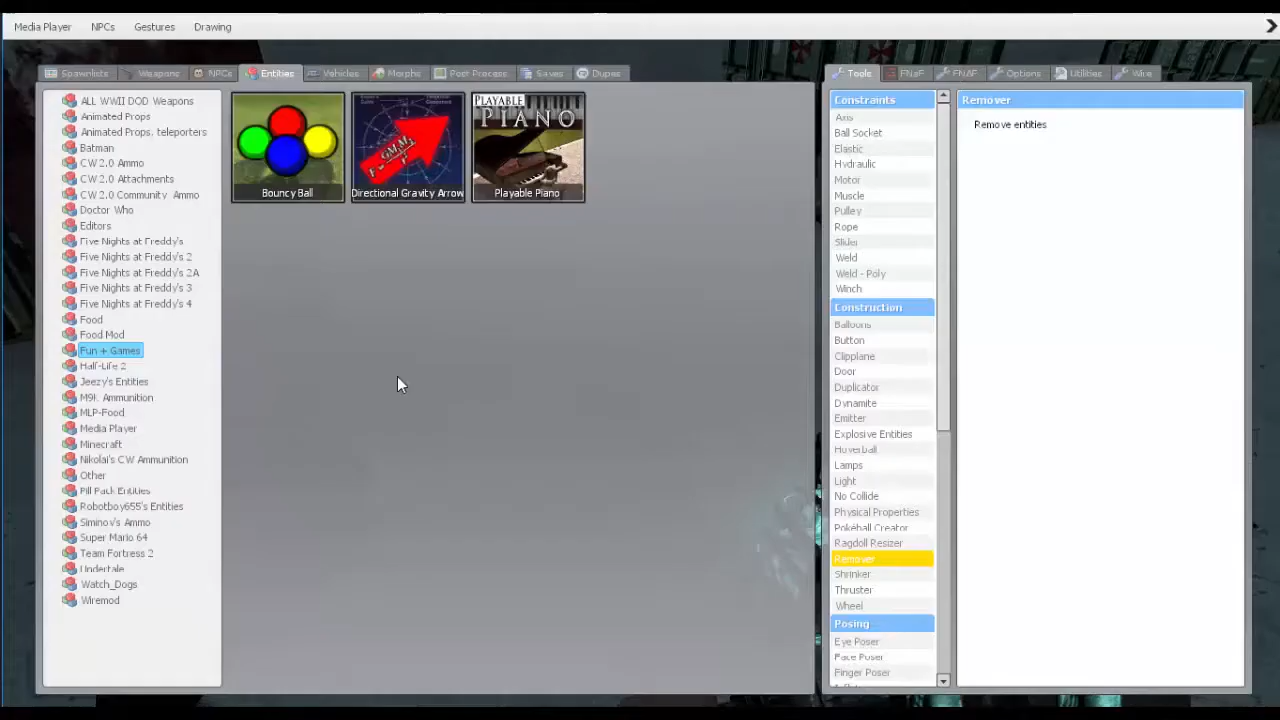 Media Player NPCs Gestures Drawing
Spawnlists Weapons NPCs Entities Vehicles Morphs Post Process Saves Dupes
ALL WWII DOD Weapons
Animated Props
Animated Props, teleporters
Batman
CW 2.0 Ammo
CW 2.0 Attachments
CW 2.0 Community Ammo
Doctor Who
Editors
Five Nights at Freddy's
Five Nights at Freddy's 2
Five Nights at Freddy's 2A
Five Nights at Freddy's 3
Five Nights at Freddy's 4
Food
Food Mod
Fun + Games
Half-Life 2
Jeezy's Entities
M9K Ammunition
MLP-Food
Media Player
Minecraft
Nikolai's CW Ammunition
Other
Pill Pack Entities
Robotboy655's Entities
Siminov's Ammo
Super Mario 64
Team Fortress 2
Undertale
Watch_Dogs
Wiremod
Bouncy Ball
Directional Gravity Arrow
PLAYABLE
PIANO
Playable Piano
Tools FNaF FNAF Options Utilities Wire
Constraints
Axis
Ball Socket
Elastic
Hydraulic
Motor
Muscle
Pulley
Rope
Slider
Weld
Weld - Poly
Winch
Construction
Balloons
Button
Clipplane
Door
Duplicator
Dynamite
Emitter
Explosive Entities
Hoverball
Lamps
Light
No Collide
Physical Properties
Pokéball Creator
Ragdoll Resizer
Remover
Shrinker
Thruster
Wheel
Posing
Eye Poser
Face Poser
Finger Poser
Remover
Remove entities